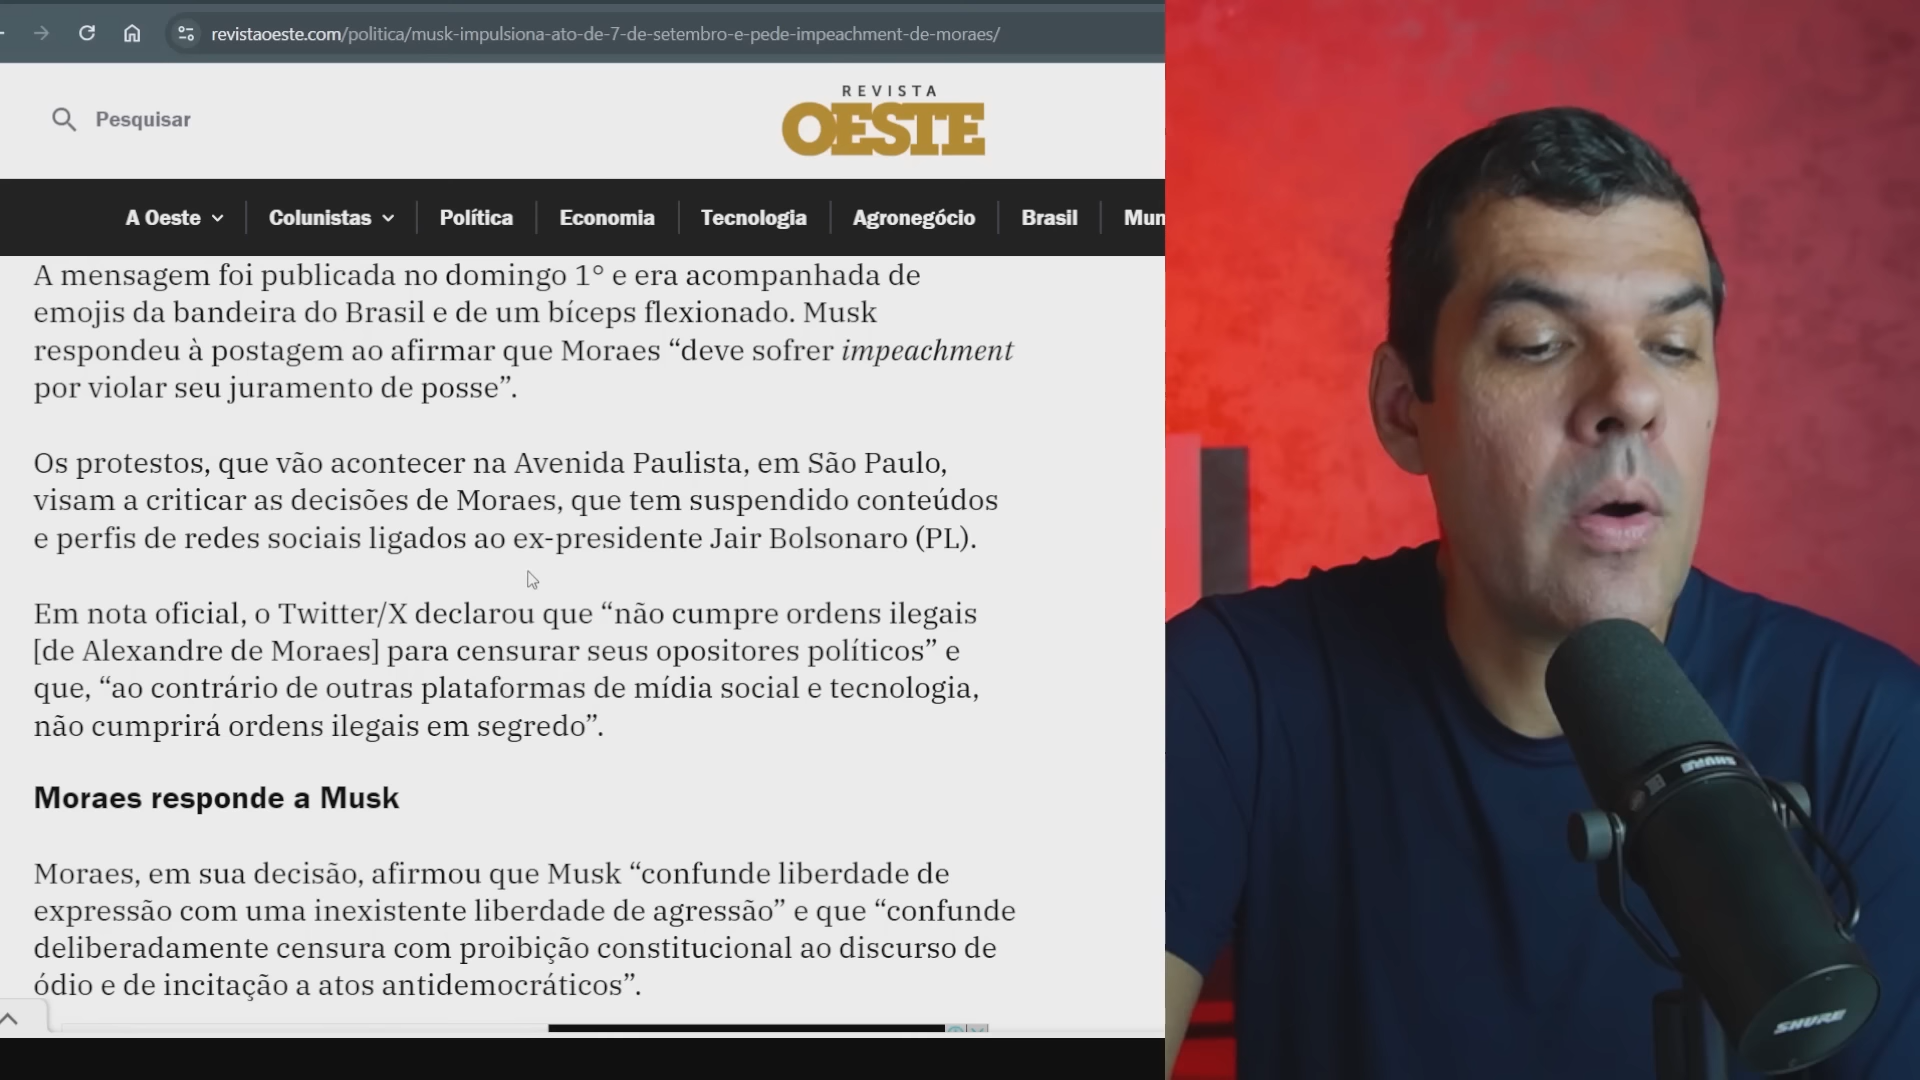 revistaoeste.com/politica/musk-impulsiona-ato-de-7-de-setembro-e-pede-impeachment-de-moraes/
Pesquisar
REVISTA
OESTE
A Oeste
Colunistas
Política
Economia
Tecnologia
Agronegócio
Brasil
Mun
A mensagem foi publicada no domingo 1° e era acompanhada de
emojis da bandeira do Brasil e de um bíceps flexionado. Musk
respondeu à postagem ao afirmar que Moraes “deve sofrer impeachment
por violar seu juramento de posse”.
Os protestos, que vão acontecer na Avenida Paulista, em São Paulo,
visam a criticar as decisões de Moraes, que tem suspendido conteúdos
e perfis de redes sociais ligados ao ex-presidente Jair Bolsonaro (PL).
Em nota oficial, o Twitter/X declarou que “não cumpre ordens ilegais
[de Alexandre de Moraes] para censurar seus opositores políticos” e
que, “ao contrário de outras plataformas de mídia social e tecnologia,
não cumprirá ordens ilegais em segredo”.
Moraes responde a Musk
Moraes, em sua decisão, afirmou que Musk “confunde liberdade de
expressão com uma inexistente liberdade de agressão” e que “confunde
deliberadamente censura com proibição constitucional ao discurso de
ódio e de incitação a atos antidemocráticos”.
SHURE
SHURE